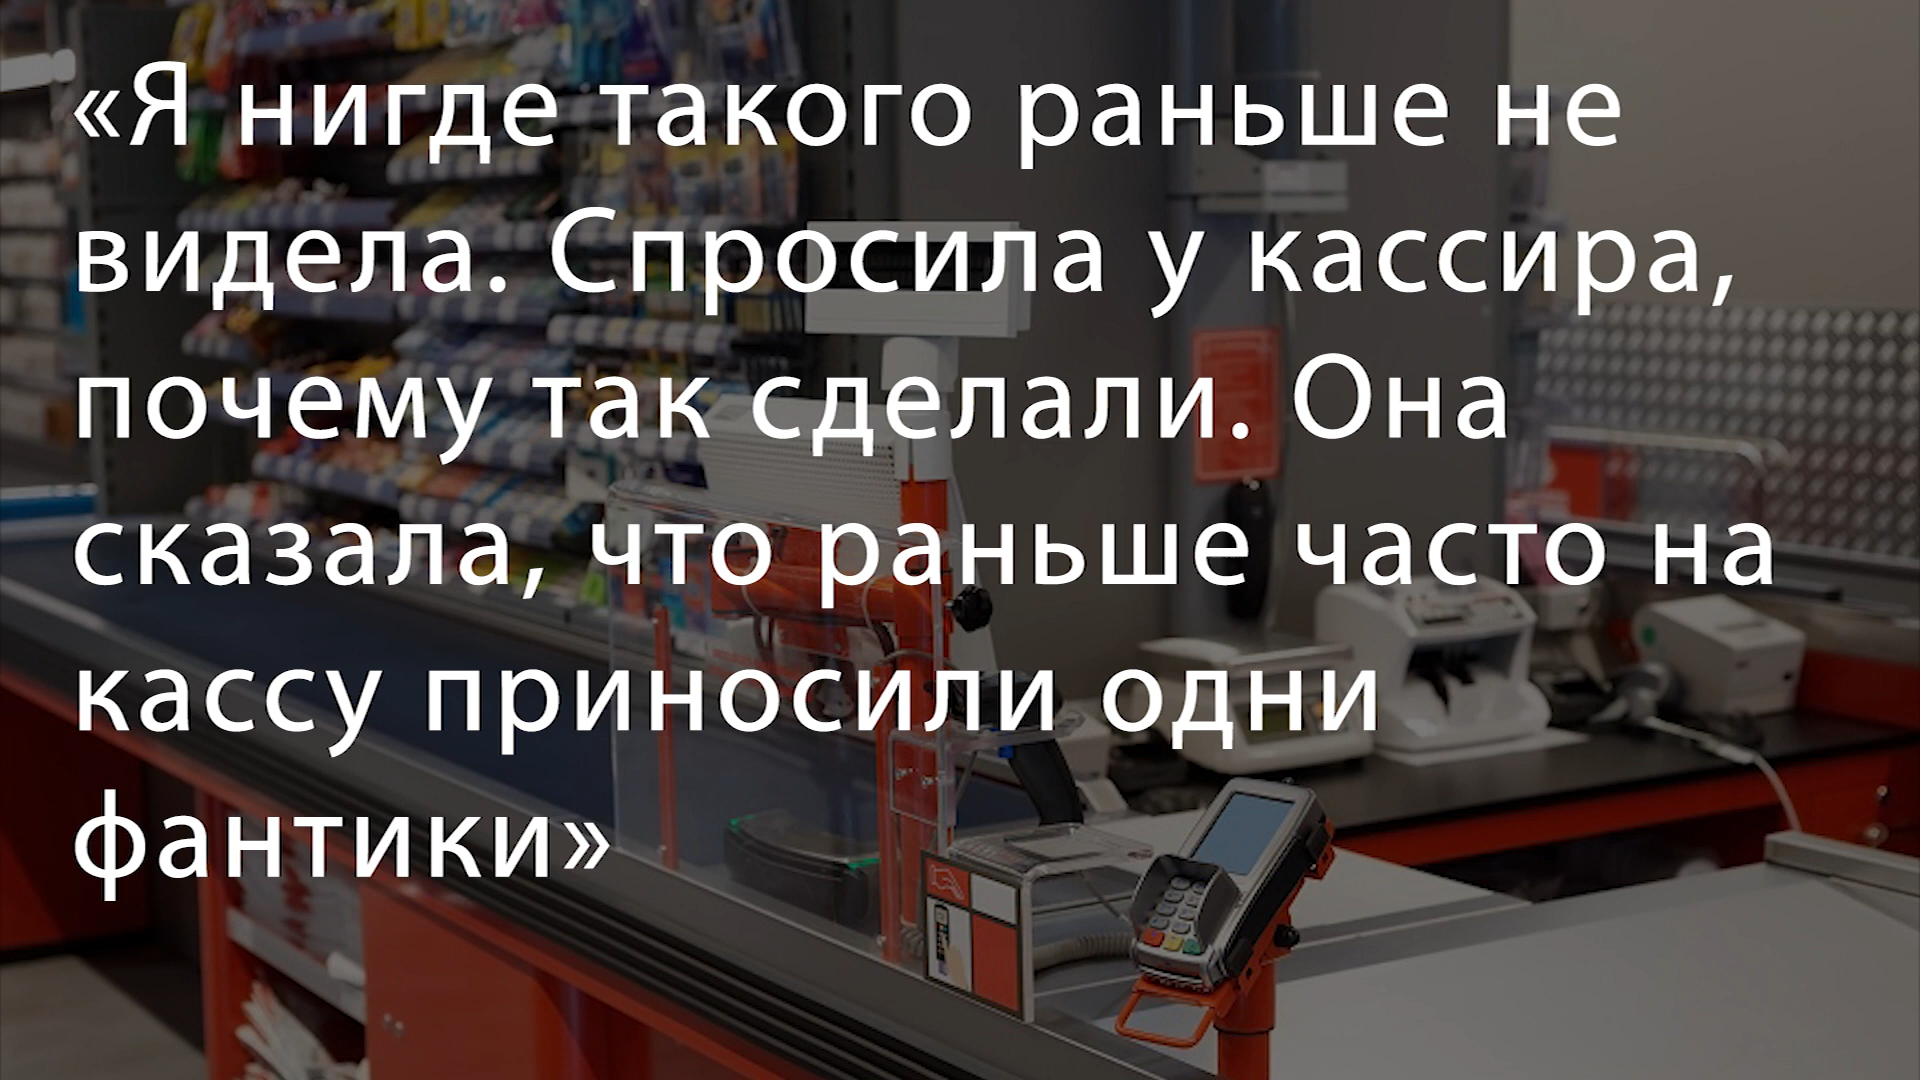 «Я нигде такого раньше не
видела. Спросила у кассира,
почему так сделали. Она
сказала, что раньше часто на
кассу приносили одни
фантики»